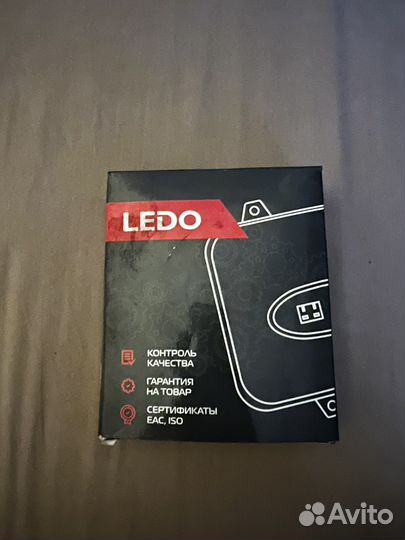 LEDO
КОНТРОЛЬ
КАЧЕСТВА
ГАРАНТИЯ
НА ТОВАР
СЕРТИФИКАТЫ
EAC, ISO
Avito